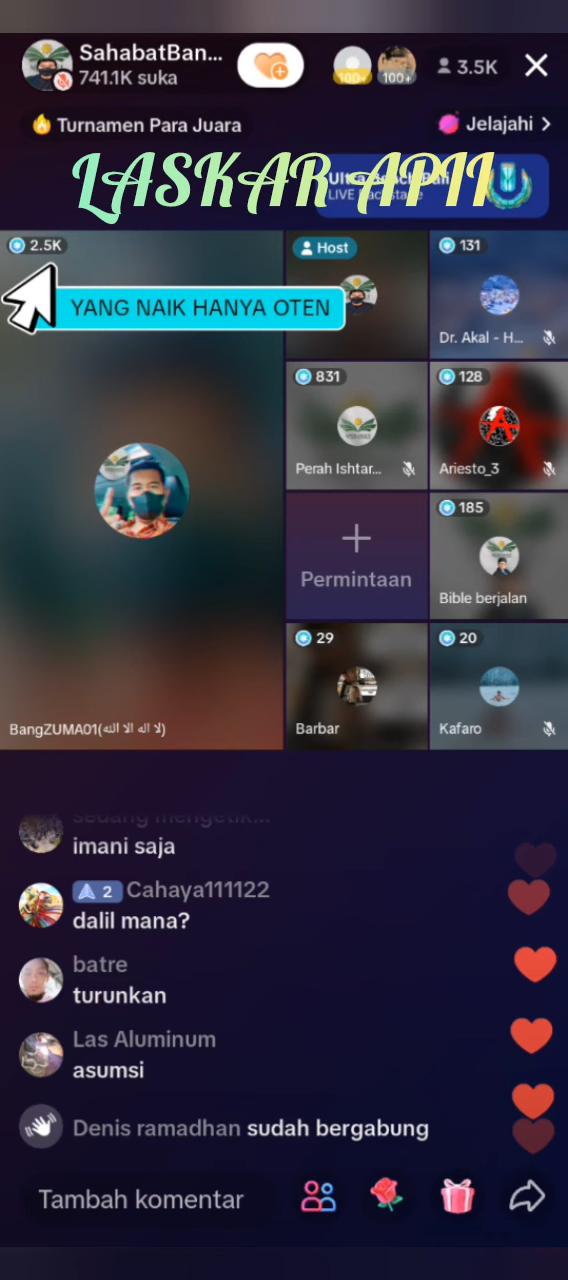 SahabatBan...
741.1K suka
100+
100+
3.5K
Turnamen Para Juara
Jelajahi
LASKAR APII
LIVE
2.5K
Host
131
YANG NAIK HANYA OTEN
Dr. Akal - H...
831
128
Perah Ishtar...
Ariesto_3
185
Permintaan
Bible berjalan
29
20
BangZUMA01(لا اله الا الله)
Barbar
Kafaro
sedang mengetik...
imani saja
2 Cahaya111122
dalil mana?
batre
turunkan
Las Aluminum
asumsi
Denis ramadhan sudah bergabung
Tambah komentar